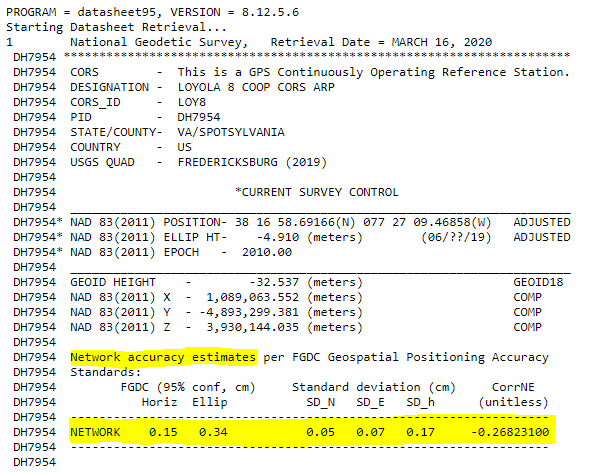 PROGRAM = datasheet95, VERSION = 8.12.5.6
Starting Datasheet Retrieval...
1 National Geodetic Survey, Retrieval Date = MARCH 16, 2020
DH7954 ***********************************************************************
DH7954 CORS - This is a GPS Continuously Operating Reference Station.
DH7954 DESIGNATION - LOYOLA 8 COOP CORS ARP
DH7954 CORS_ID - LOY8
DH7954 PID - DH7954
DH7954 STATE/COUNTY- VA/SPOTSYLVANIA
DH7954 COUNTRY - US
DH7954 USGS QUAD - FREDERICKSBURG (2019)
DH7954
DH7954 *CURRENT SURVEY CONTROL
DH7954 ______________________________________________________________________
DH7954* NAD 83(2011) POSITION- 38 16 58.69166(N) 077 27 09.46858(W) ADJUSTED
DH7954* NAD 83(2011) ELLIP HT- -4.910 (meters) (06/??/19) ADJUSTED
DH7954* NAD 83(2011) EPOCH - 2010.00
DH7954 ______________________________________________________________________
DH7954 GEOID HEIGHT - -32.537 (meters) GEOID18
DH7954 NAD 83(2011) X - 1,089,063.552 (meters) COMP
DH7954 NAD 83(2011) Y - -4,893,299.381 (meters) COMP
DH7954 NAD 83(2011) Z - 3,930,144.035 (meters) COMP
DH7954
DH7954 Network accuracy estimates per FGDC Geospatial Positioning Accuracy
DH7954 Standards:
DH7954 FGDC (95% conf, cm) Standard deviation (cm) CorrNE
DH7954 Horiz Ellip SD_N SD_E SD_h (unitless)
DH7954 -------------------------------------------------------------------
DH7954 NETWORK 0.15 0.34 0.05 0.07 0.17 -0.26823100
DH7954 -------------------------------------------------------------------
DH7954